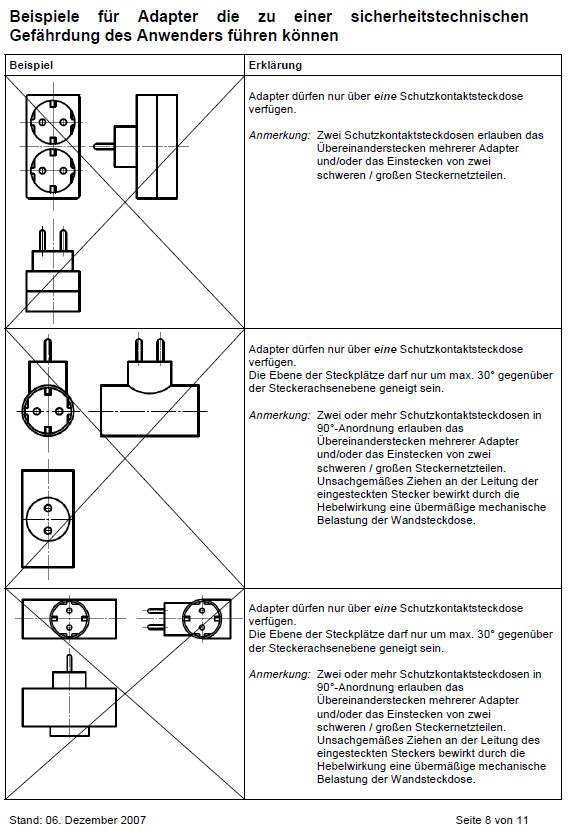 Beispiele für Adapter die zu einer sicherheitstechnischen
Gefährdung des Anwenders führen können
Beispiel
Erklärung
Adapter dürfen nur über eine Schutzkontaktsteckdose
verfügen.
Anmerkung: Zwei Schutzkontaktsteckdosen erlauben das
Übereinanderstecken mehrerer Adapter
und/oder das Einstecken von zwei
schweren / großen Steckernetzteilen.
Adapter dürfen nur über eine Schutzkontaktsteckdose
verfügen.
Die Ebene der Steckplätze darf nur um max. 30° gegenüber
der Steckerachsenebene geneigt sein.
Anmerkung: Zwei oder mehr Schutzkontaktsteckdosen in
90°-Anordnung erlauben das
Übereinanderstecken mehrerer Adapter
und/oder das Einstecken von zwei
schweren / großen Steckernetzteilen.
Unsachgemäßes Ziehen an der Leitung der
eingesteckten Stecker bewirkt durch die
Hebelwirkung eine übermäßige mechanische
Belastung der Wandsteckdose.
Adapter dürfen nur über eine Schutzkontaktsteckdose
verfügen.
Die Ebene der Steckplätze darf nur um max. 30° gegenüber
der Steckerachsenebene geneigt sein.
Anmerkung: Zwei oder mehr Schutzkontaktsteckdosen in
90°-Anordnung erlauben das
Übereinanderstecken mehrerer Adapter
und/oder das Einstecken von zwei
schweren / großen Steckernetzteilen.
Unsachgemäßes Ziehen an der Leitung des
eingesteckten Steckers bewirkt durch die
Hebelwirkung eine übermäßige mechanische
Belastung der Wandsteckdose.
Stand: 06. Dezember 2007
Seite 8 von 11